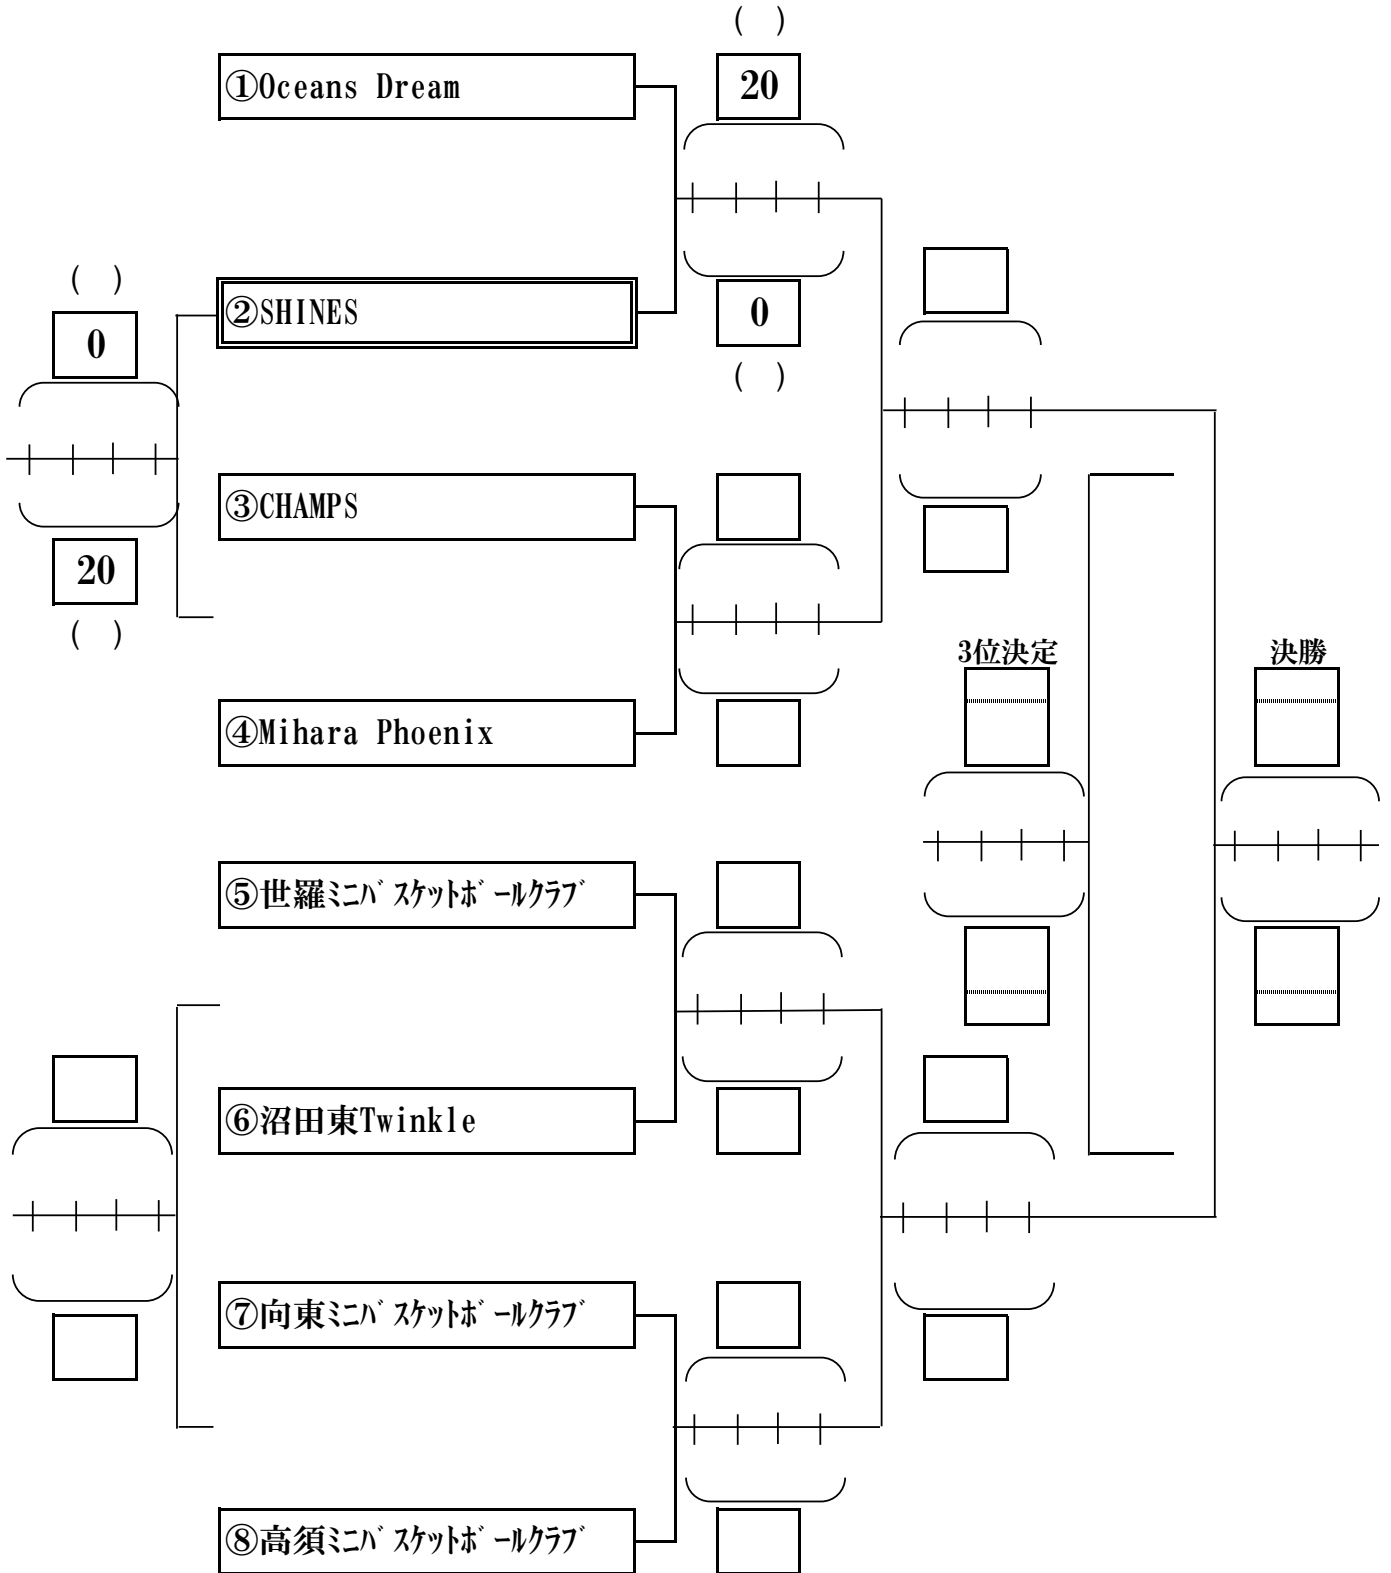 ( )
①Oceans Dream
20
( )
0
②SHINES
0
( )
③CHAMPS
20
( )
3位決定
決勝
④Mihara Phoenix
⑤世羅ﾐﾆﾊﾞｽｹｯﾄﾎﾞｰﾙｸﾗﾌﾞ
⑥沼田東Twinkle
⑦向東ﾐﾆﾊﾞｽｹｯﾄﾎﾞｰﾙｸﾗﾌﾞ
⑧高須ﾐﾆﾊﾞｽｹｯﾄﾎﾞｰﾙｸﾗﾌﾞ